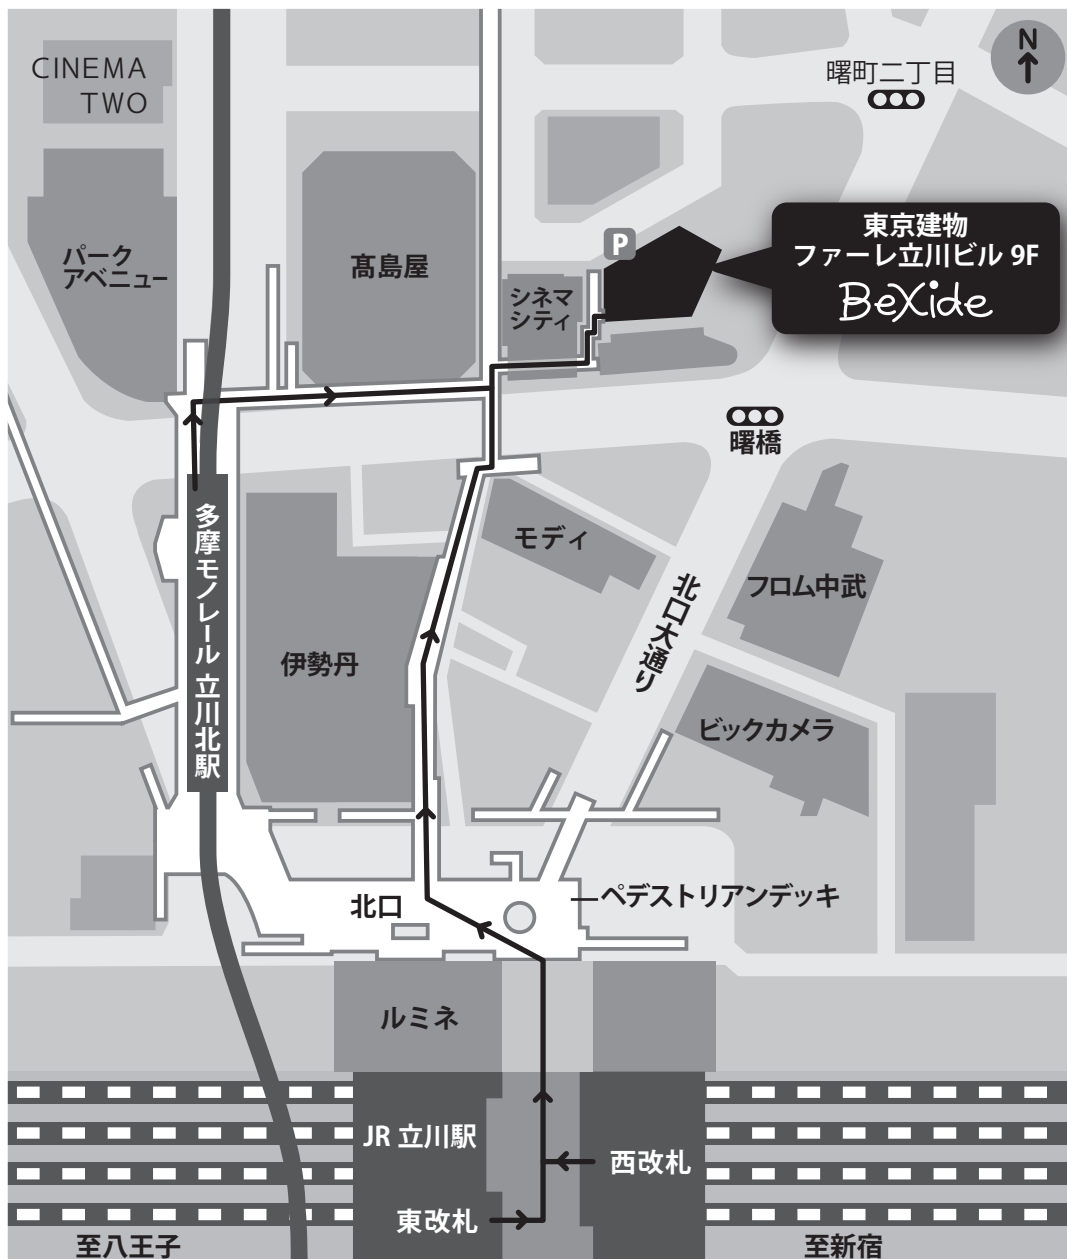 N
CINEMA
TWO
曙町二丁目
パーク
アベニュー
髙島屋
P
シネマ
シティ
東京建物
ファーレ立川ビル 9F
BeXide
曙橋
多摩モノレール 立川北駅
モディ
フロム中武
北口大通り
伊勢丹
ビックカメラ
ペデストリアンデッキ
北口
ルミネ
JR 立川駅
西改札
東改札
至八王子
至新宿